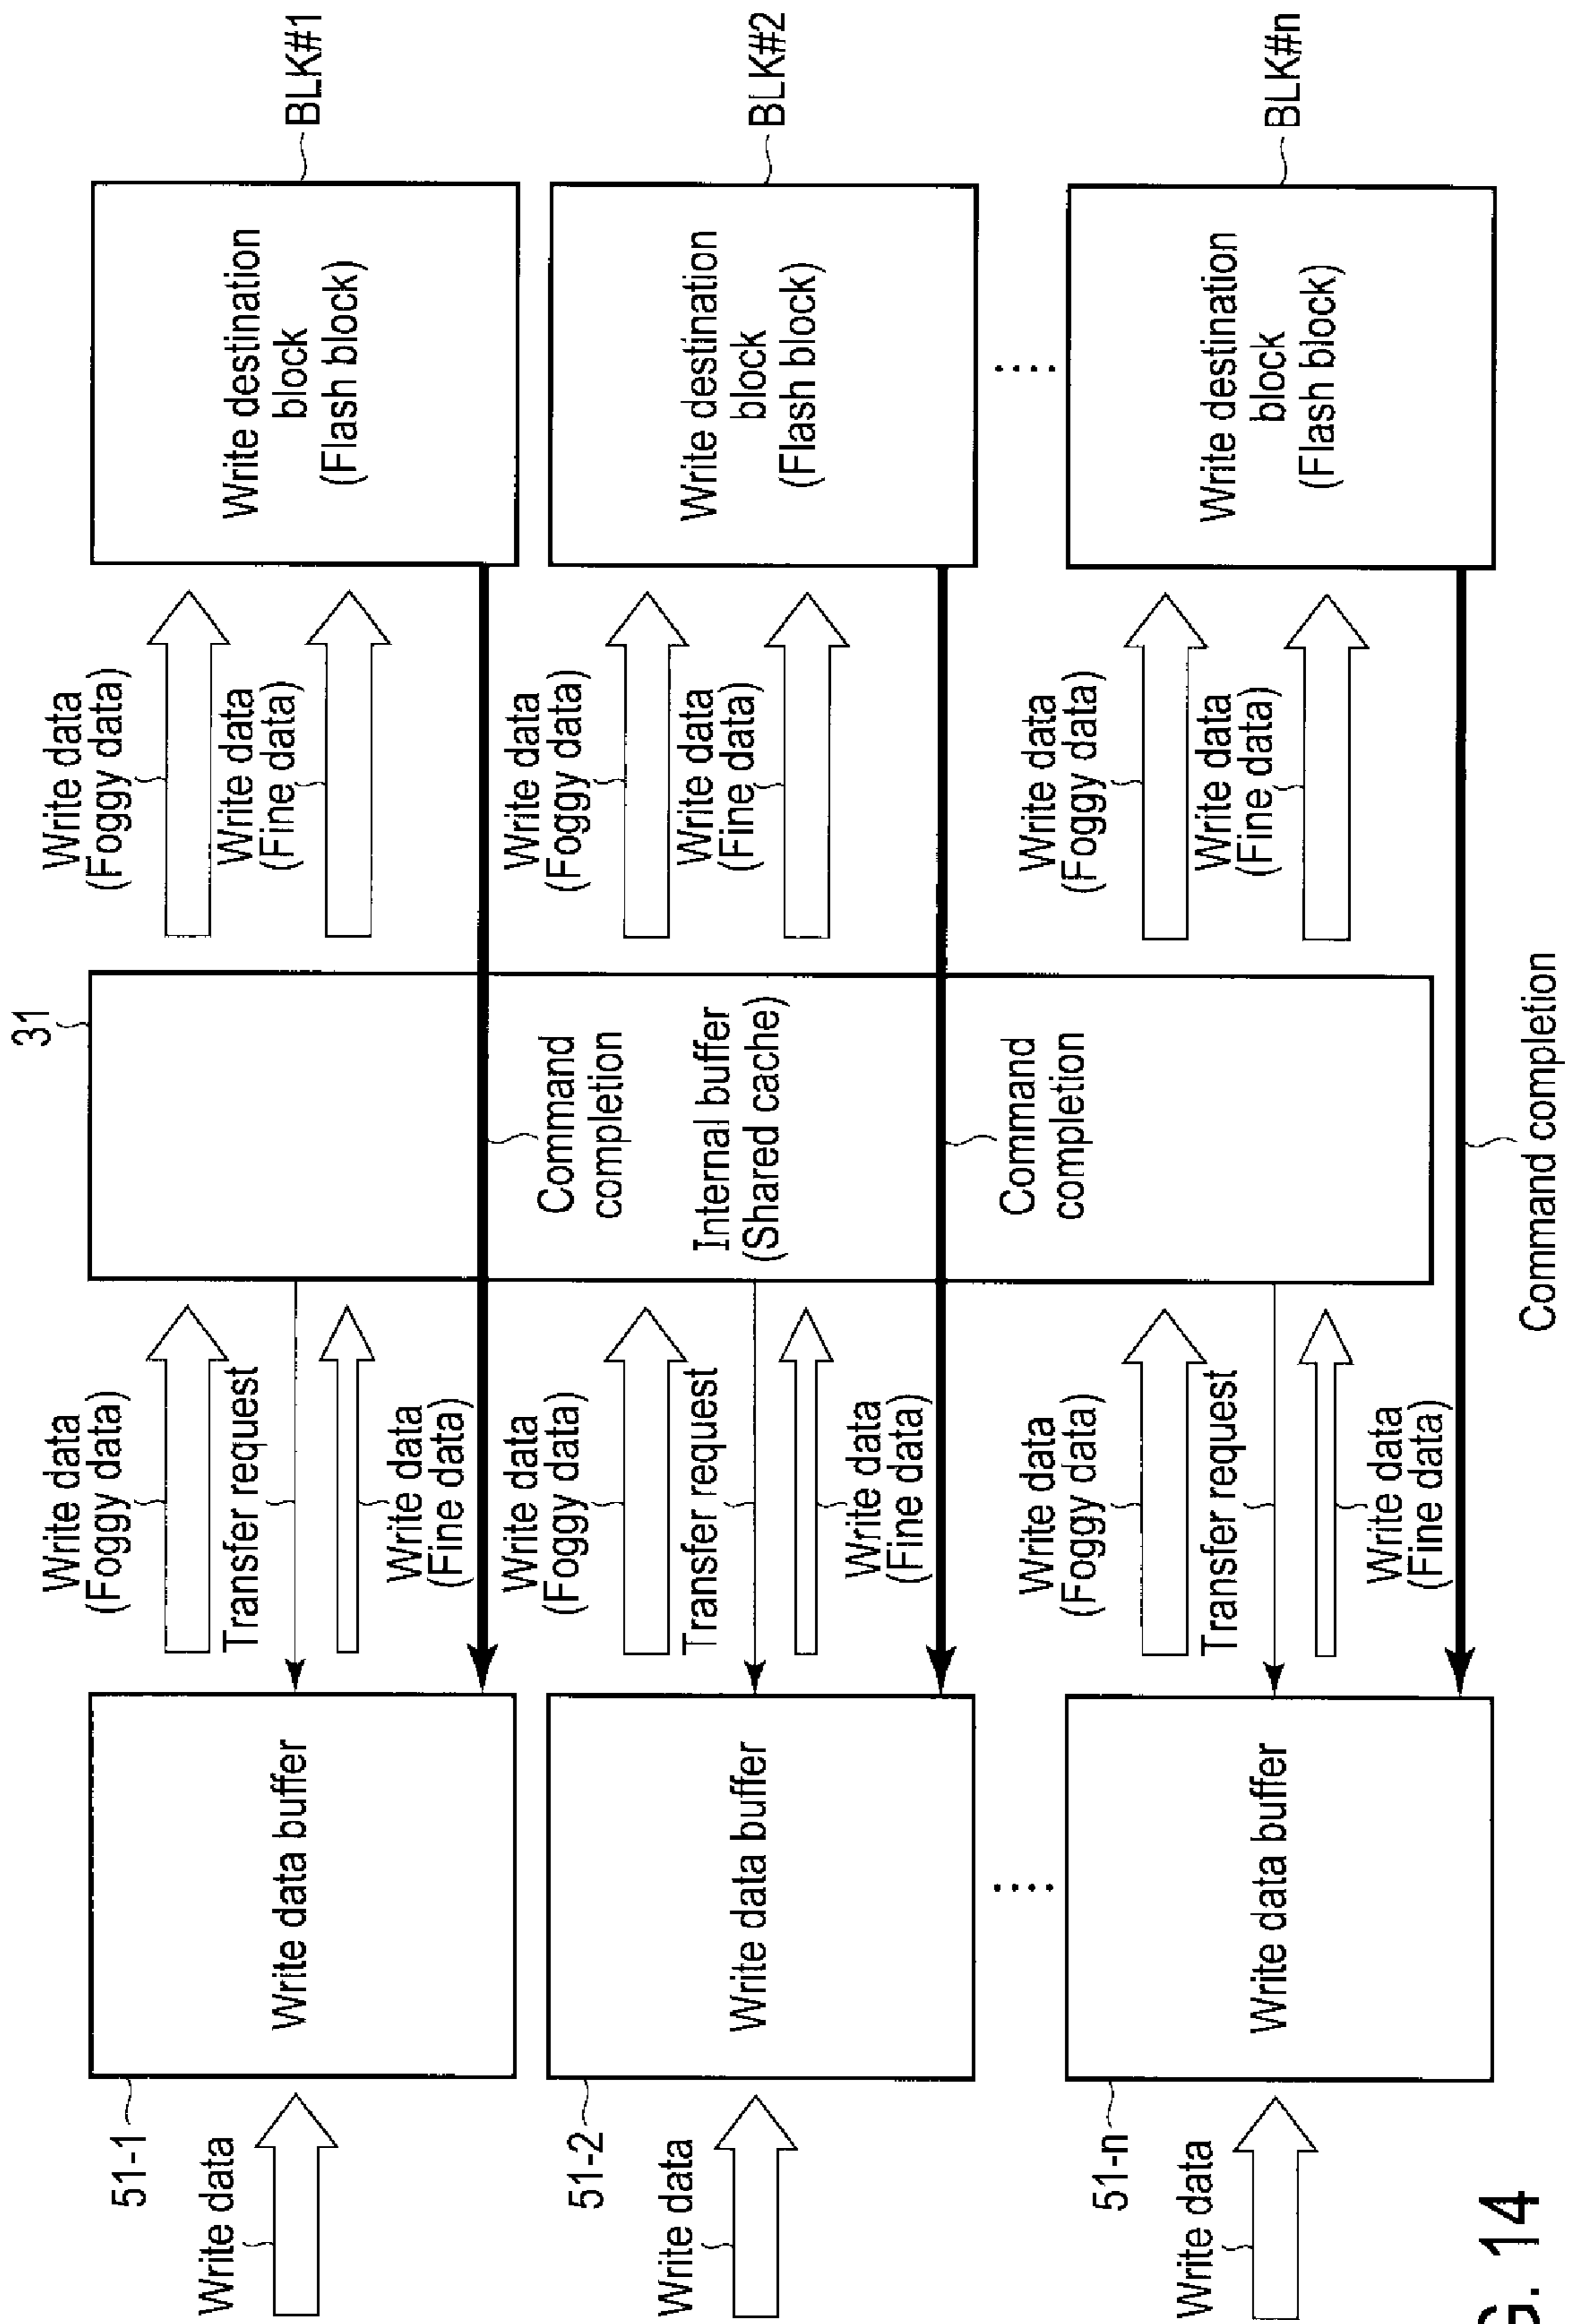 31
Write data
Write data
(Foggy data)
Transfer request
Write data
(Fine data)
Write data
(Foggy data)
Write data
(Fine data)
51-1
Write data buffer
Command
completion
Write destination
block
(Flash block)
BLK#1
Internal buffer
(Shared cache)
Write data
Write data
(Foggy data)
Transfer request
Write data
(Fine data)
Write data
(Foggy data)
Write data
(Fine data)
51-2
Write data buffer
Command
completion
Write destination
block
(Flash block)
BLK#2
Write data
Write data
(Foggy data)
Transfer request
Write data
(Fine data)
Write data
(Foggy data)
Write data
(Fine data)
51-n
Write data buffer
Write destination
block
(Flash block)
BLK#n
Command completion
G. 14